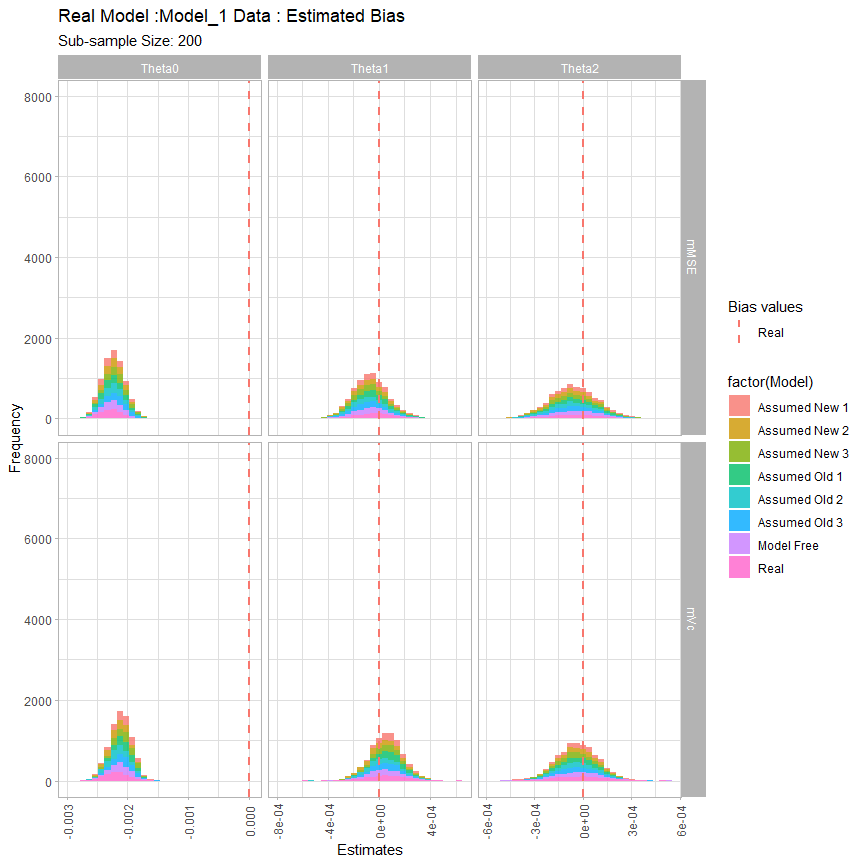 Real Model :Model_1 Data : Estimated Bias
Sub-sample Size: 200
Theta0 Theta1 Theta2
8000
6000
4000
2000
0
mMSE
8000
6000
4000
2000
0
mVc
Frequency
-0.003 -0.002 -0.001 0.000 -8e-04 -4e-04 0e+00 4e-04 -6e-04 -3e-04 0e+00 3e-04 6e-04
Estimates
Bias values
Real
factor(Model)
Assumed New 1
Assumed New 2
Assumed New 3
Assumed Old 1
Assumed Old 2
Assumed Old 3
Model Free
Real